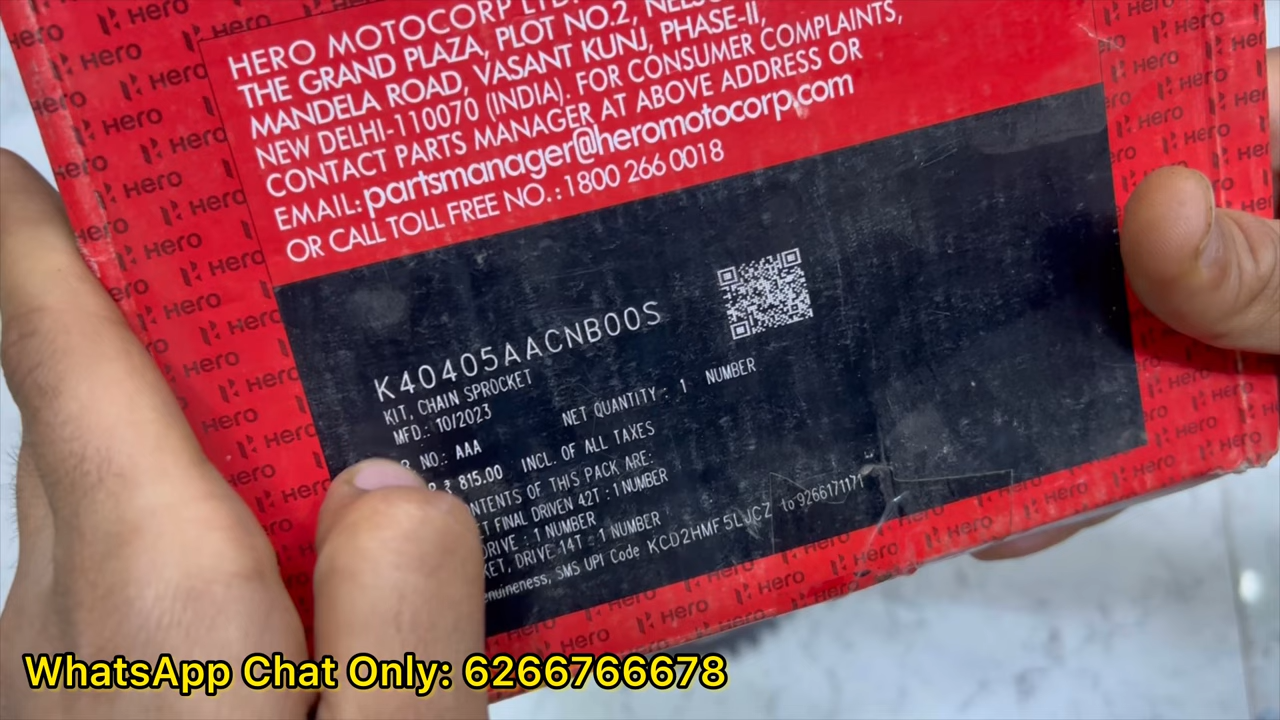 HERO MOTOCORP LTD.
THE GRAND PLAZA, PLOT NO.2,
MANDELA ROAD, VASANT KUNJ, PHASE-II,
NEW DELHI-110070 (INDIA). FOR CONSUMER COMPLAINTS,
CONTACT PARTS MANAGER AT ABOVE ADDRESS OR
EMAIL: partsmanager@heromotocorp.com
OR CALL TOLL FREE NO.: 1800 266 0018
K40405AACNB00S
KIT, CHAIN SPROCKET
MFD.: 10/2023 NET QUANTITY : 1 NUMBER
NO.: AAA
₹ 815.00 INCL. OF ALL TAXES
NTENTS OF THIS PACK ARE:
ET FINAL DRIVEN 42T : 1 NUMBER
DRIVE : 1 NUMBER
KET, DRIVE 14T : 1 NUMBER
enuineness, SMS UPI Code KCD2HMF5LJCZ to 9266171171
Hero
WhatsApp Chat Only: 6266766678